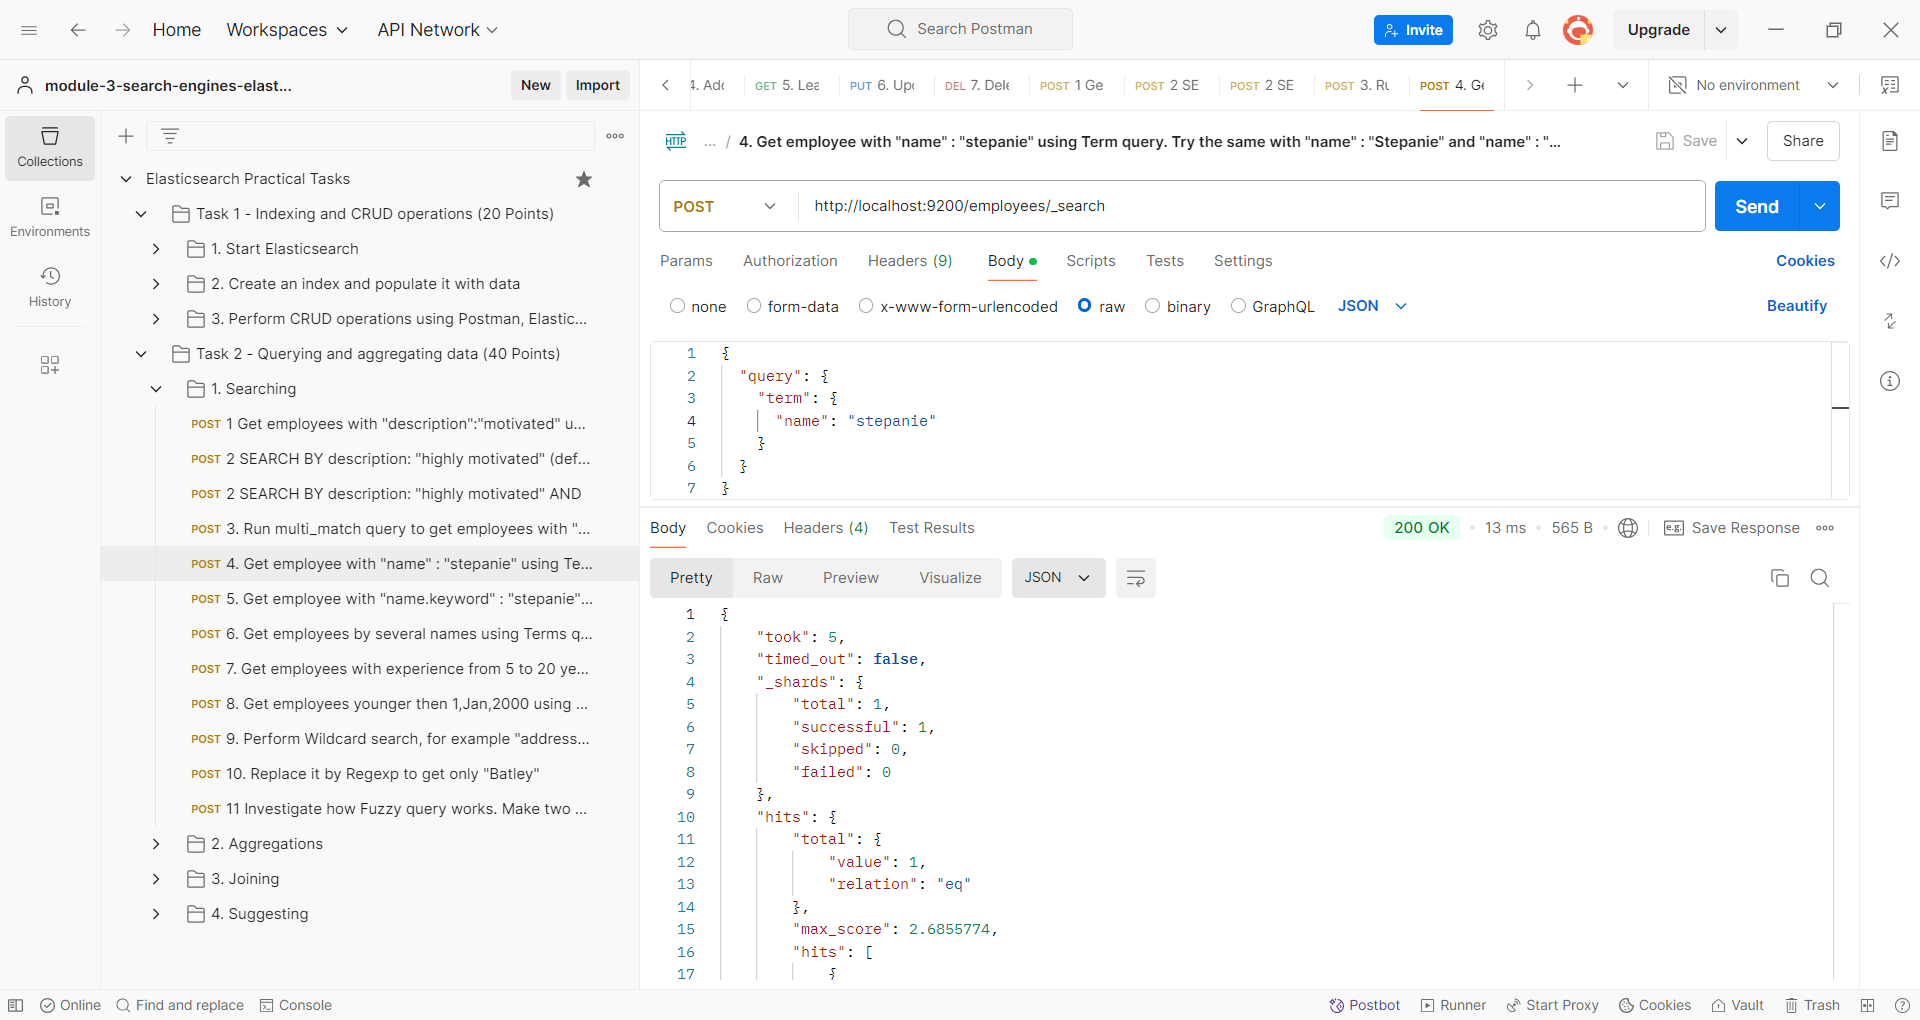 Home
Workspaces
API Network
Search Postman
Invite
Upgrade
module-3-search-engines-elast...
New
Import
GET 5. Lea
PUT 6. Upc
DEL 7. Dele
POST 1 Ge
POST 2 SE
POST 2 SE
POST 3. Ru
POST 4. Ge
No environment
Collections
Environments
History
Elasticsearch Practical Tasks
Task 1 - Indexing and CRUD operations (20 Points)
1. Start Elasticsearch
2. Create an index and populate it with data
3. Perform CRUD operations using Postman, Elastic...
Task 2 - Querying and aggregating data (40 Points)
1. Searching
POST 1 Get employees with "description":"motivated" u...
POST 2 SEARCH BY description: "highly motivated" (def...
POST 2 SEARCH BY description: "highly motivated" AND
POST 3. Run multi_match query to get employees with "...
POST 4. Get employee with "name" : "stepanie" using Te...
POST 5. Get employee with "name.keyword" : "stepanie"...
POST 6. Get employees by several names using Terms q...
POST 7. Get employees with experience from 5 to 20 ye...
POST 8. Get employees younger then 1,Jan,2000 using ...
POST 9. Perform Wildcard search, for example "address...
POST 10. Replace it by Regexp to get only "Batley"
POST 11 Investigate how Fuzzy query works. Make two ...
2. Aggregations
3. Joining
4. Suggesting
HTTP ... / 4. Get employee with "name" : "stepanie" using Term query. Try the same with "name" : "Stepanie" and "name" : "...
Save
Share
POST
http://localhost:9200/employees/_search
Send
Params
Authorization
Headers (9)
Body
Scripts
Tests
Settings
Cookies
none
form-data
x-www-form-urlencoded
raw
binary
GraphQL
JSON
Beautify
1 {
2 "query": {
3 "term": {
4 "name": "stepanie"
5 }
6 }
7 }
Body
Cookies
Headers (4)
Test Results
200 OK
13 ms
565 B
e.g. Save Response
Pretty
Raw
Preview
Visualize
JSON
1 {
2 "took": 5,
3 "timed_out": false,
4 "_shards": {
5 "total": 1,
6 "successful": 1,
7 "skipped": 0,
8 "failed": 0
9 },
10 "hits": {
11 "total": {
12 "value": 1,
13 "relation": "eq"
14 },
15 "max_score": 2.6855774,
16 "hits": [
17 {
Online
Find and replace
Console
Postbot
Runner
Start Proxy
Cookies
Vault
Trash